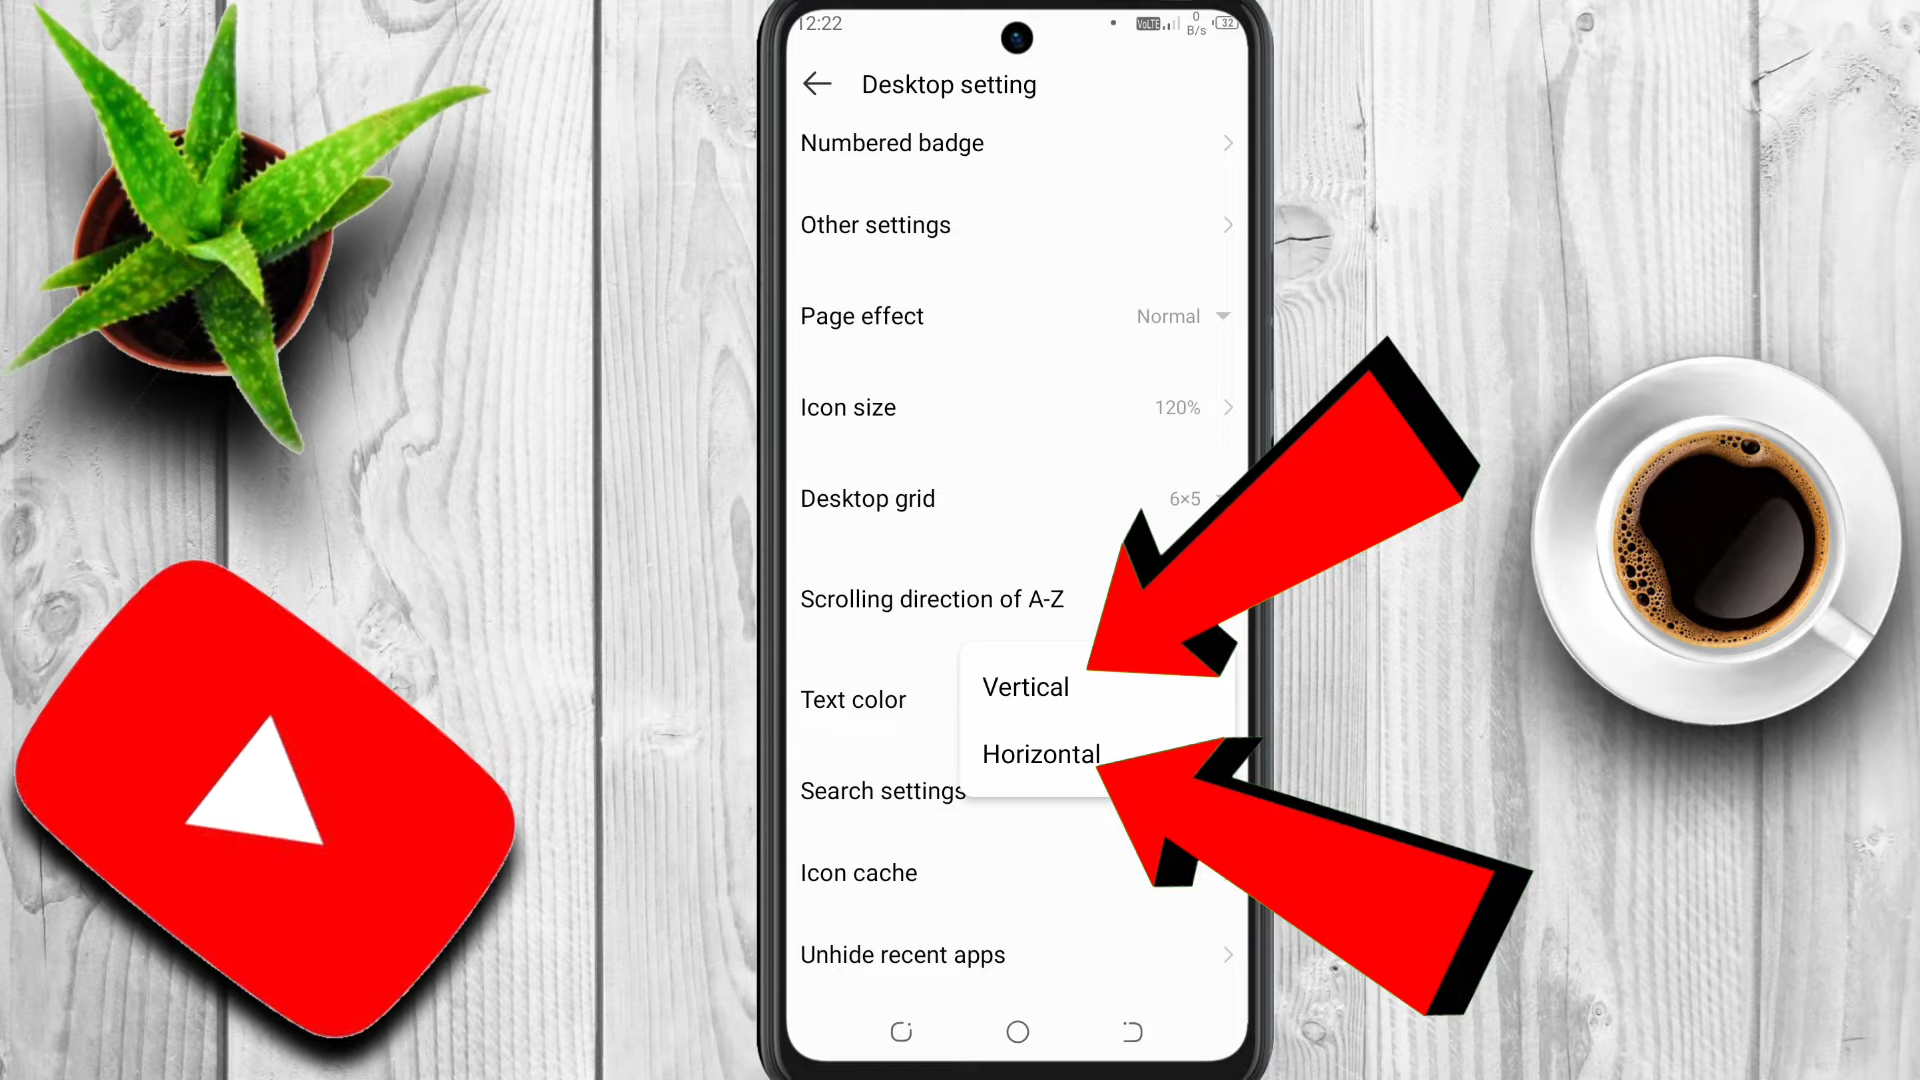 12:22
VoLTE 0 B/s 32
Desktop setting
Numbered badge
Other settings
Page effect Normal
Icon size 120%
Desktop grid 6×5
Scrolling direction of A-Z
Vertical
Text color
Horizontal
Search settings
Icon cache
Unhide recent apps